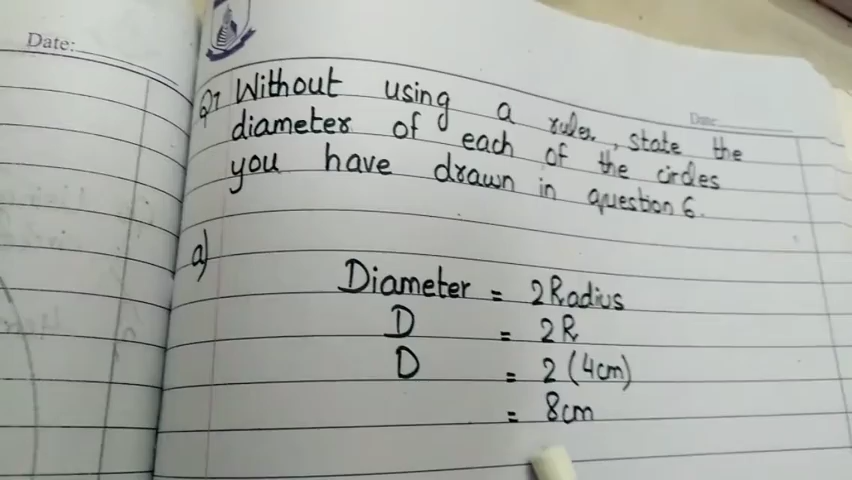 Date:
Date:
Q7 Without using a ruler, state the
diameter of each of the circles
you have drawn in question 6.
a)
Diameter = 2Radius
D = 2R
D = 2(4cm)
= 8cm